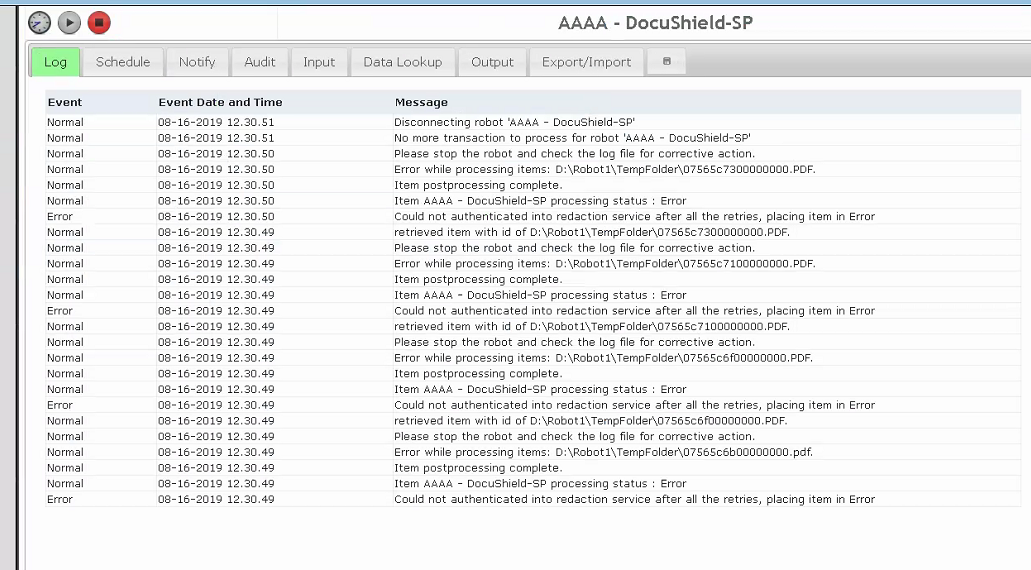 AAAA - DocuShield-SP
Log Schedule Notify Audit Input Data Lookup Output Export/Import
Event Event Date and Time Message
Normal 08-16-2019 12.30.51 Disconnecting robot 'AAAA - DocuShield-SP'
Normal 08-16-2019 12.30.51 No more transaction to process for robot 'AAAA - DocuShield-SP'
Normal 08-16-2019 12.30.50 Please stop the robot and check the log file for corrective action.
Normal 08-16-2019 12.30.50 Error while processing items: D:\Robot1\TempFolder\07565c7300000000.PDF.
Normal 08-16-2019 12.30.50 Item postprocessing complete.
Normal 08-16-2019 12.30.50 Item AAAA - DocuShield-SP processing status : Error
Error 08-16-2019 12.30.50 Could not authenticated into redaction service after all the retries, placing item in Error
Normal 08-16-2019 12.30.49 retrieved item with id of D:\Robot1\TempFolder\07565c7300000000.PDF.
Normal 08-16-2019 12.30.49 Please stop the robot and check the log file for corrective action.
Normal 08-16-2019 12.30.49 Error while processing items: D:\Robot1\TempFolder\07565c7100000000.PDF.
Normal 08-16-2019 12.30.49 Item postprocessing complete.
Normal 08-16-2019 12.30.49 Item AAAA - DocuShield-SP processing status : Error
Error 08-16-2019 12.30.49 Could not authenticated into redaction service after all the retries, placing item in Error
Normal 08-16-2019 12.30.49 retrieved item with id of D:\Robot1\TempFolder\07565c7100000000.PDF.
Normal 08-16-2019 12.30.49 Please stop the robot and check the log file for corrective action.
Normal 08-16-2019 12.30.49 Error while processing items: D:\Robot1\TempFolder\07565c6f00000000.PDF.
Normal 08-16-2019 12.30.49 Item postprocessing complete.
Normal 08-16-2019 12.30.49 Item AAAA - DocuShield-SP processing status : Error
Error 08-16-2019 12.30.49 Could not authenticated into redaction service after all the retries, placing item in Error
Normal 08-16-2019 12.30.49 retrieved item with id of D:\Robot1\TempFolder\07565c6f00000000.PDF.
Normal 08-16-2019 12.30.49 Please stop the robot and check the log file for corrective action.
Normal 08-16-2019 12.30.49 Error while processing items: D:\Robot1\TempFolder\07565c6b00000000.pdf.
Normal 08-16-2019 12.30.49 Item postprocessing complete.
Normal 08-16-2019 12.30.49 Item AAAA - DocuShield-SP processing status : Error
Error 08-16-2019 12.30.49 Could not authenticated into redaction service after all the retries, placing item in Error